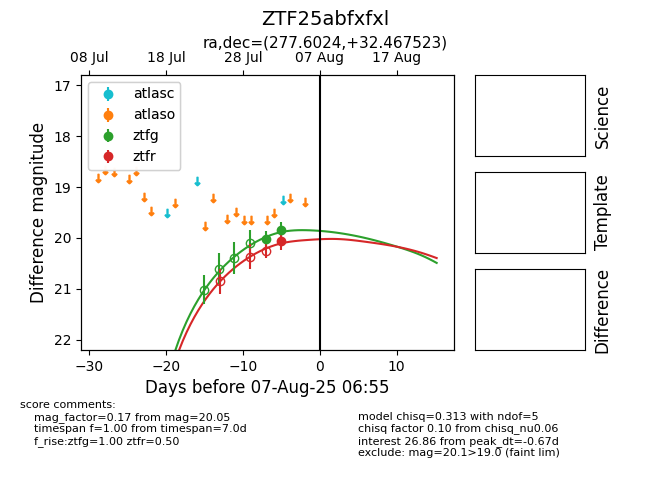 ZTF25abfxfxl
ra,dec=(277.6024,+32.467523)
08 Jul 18 Jul 28 Jul 07 Aug 17 Aug
atlasc
atlaso
ztfg
ztfr
17
18
19
20
21
22
Difference magnitude
−30 −20 −10 0 10
Days before 07-Aug-25 06:55
Science
Template
Difference
score comments:
mag_factor=0.17 from mag=20.05
timespan f=1.00 from timespan=7.0d
f_rise:ztfg=1.00 ztfr=0.50
model chisq=0.313 with ndof=5
chisq factor 0.10 from chisq_nu0.06
interest 26.86 from peak_dt=-0.67d
exclude: mag=20.1>19.0 (faint lim)